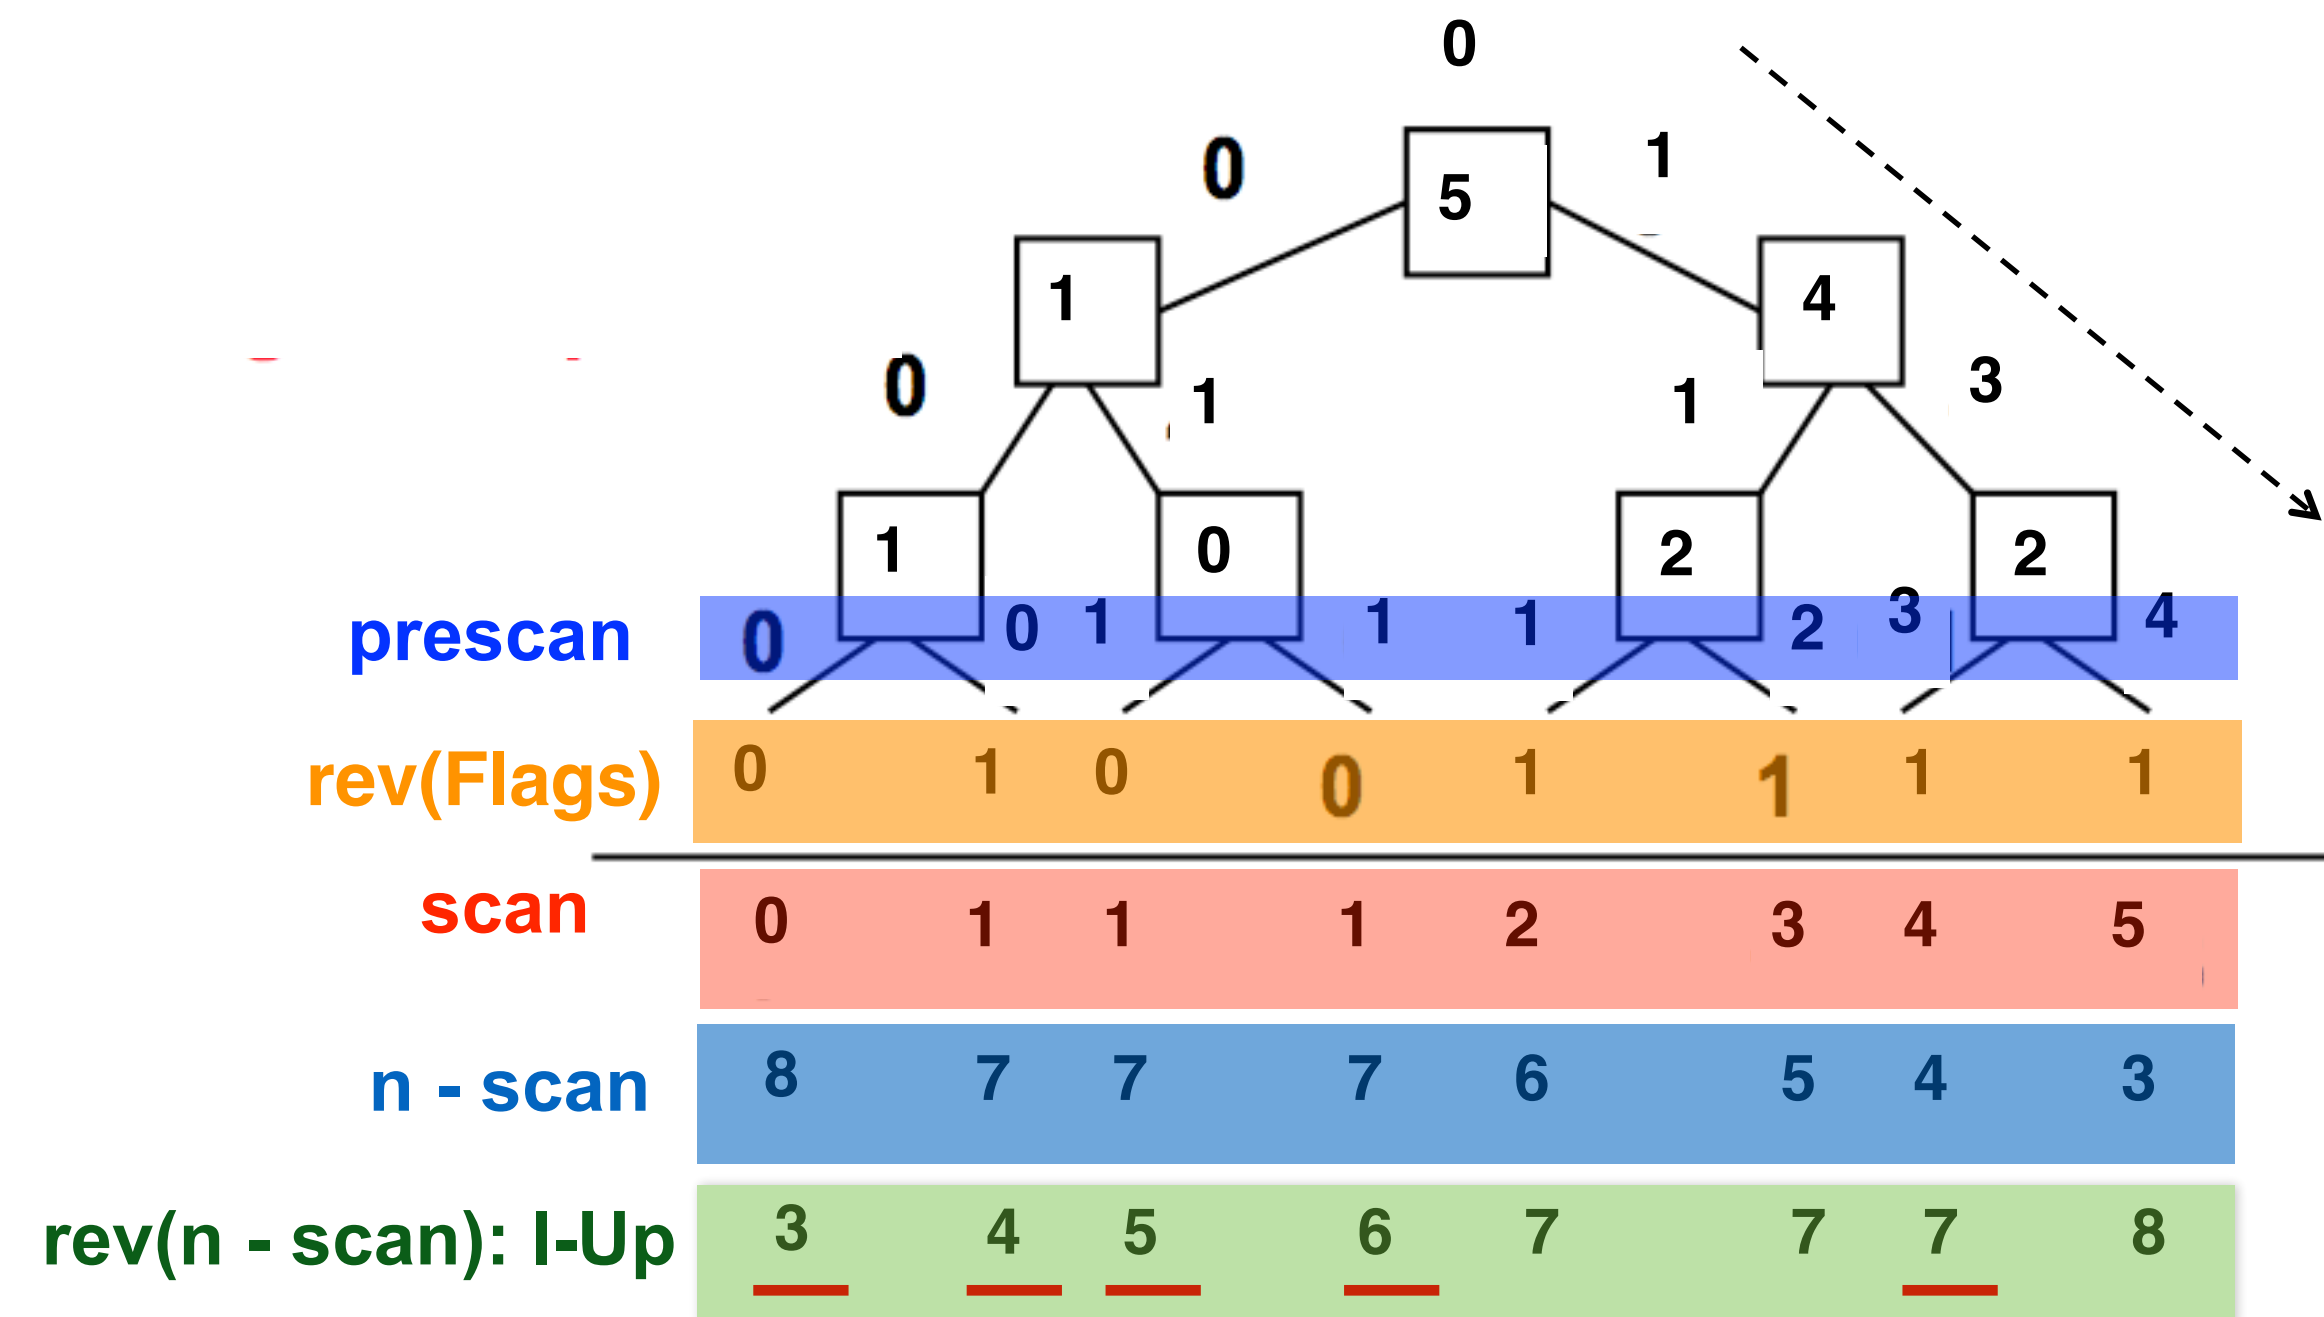 0
0 5 1
1 4
0 1 1 3
1 0 2 2
prescan 0 0 1 1 1 2 3 4
rev(Flags) 0 1 0 0 1 1 1 1
scan 0 1 1 1 2 3 4 5
n - scan 8 7 7 7 6 5 4 3
rev(n - scan): I-Up 3 4 5 6 7 7 7 8